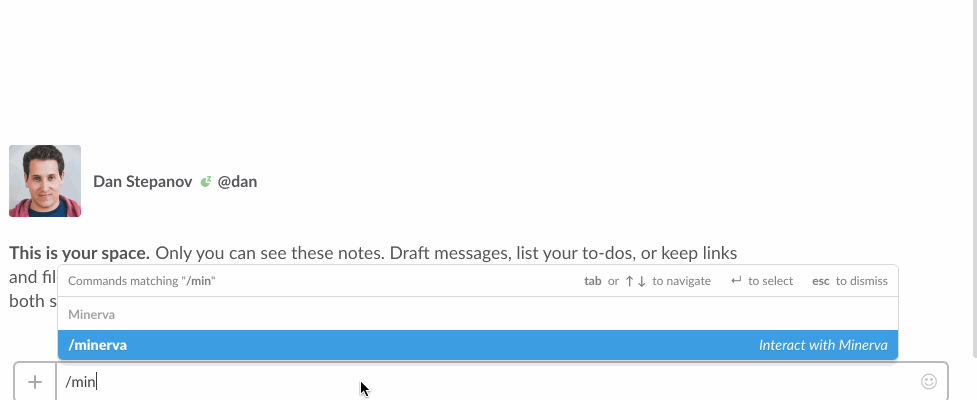 Dan Stepanov @dan
This is your space. Only you can see these notes. Draft messages, list your to-dos, or keep links
and fil
both s
Commands matching "/min" tab or ↑↓ to navigate ↵ to select esc to dismiss
Minerva
/minerva Interact with Minerva
/min